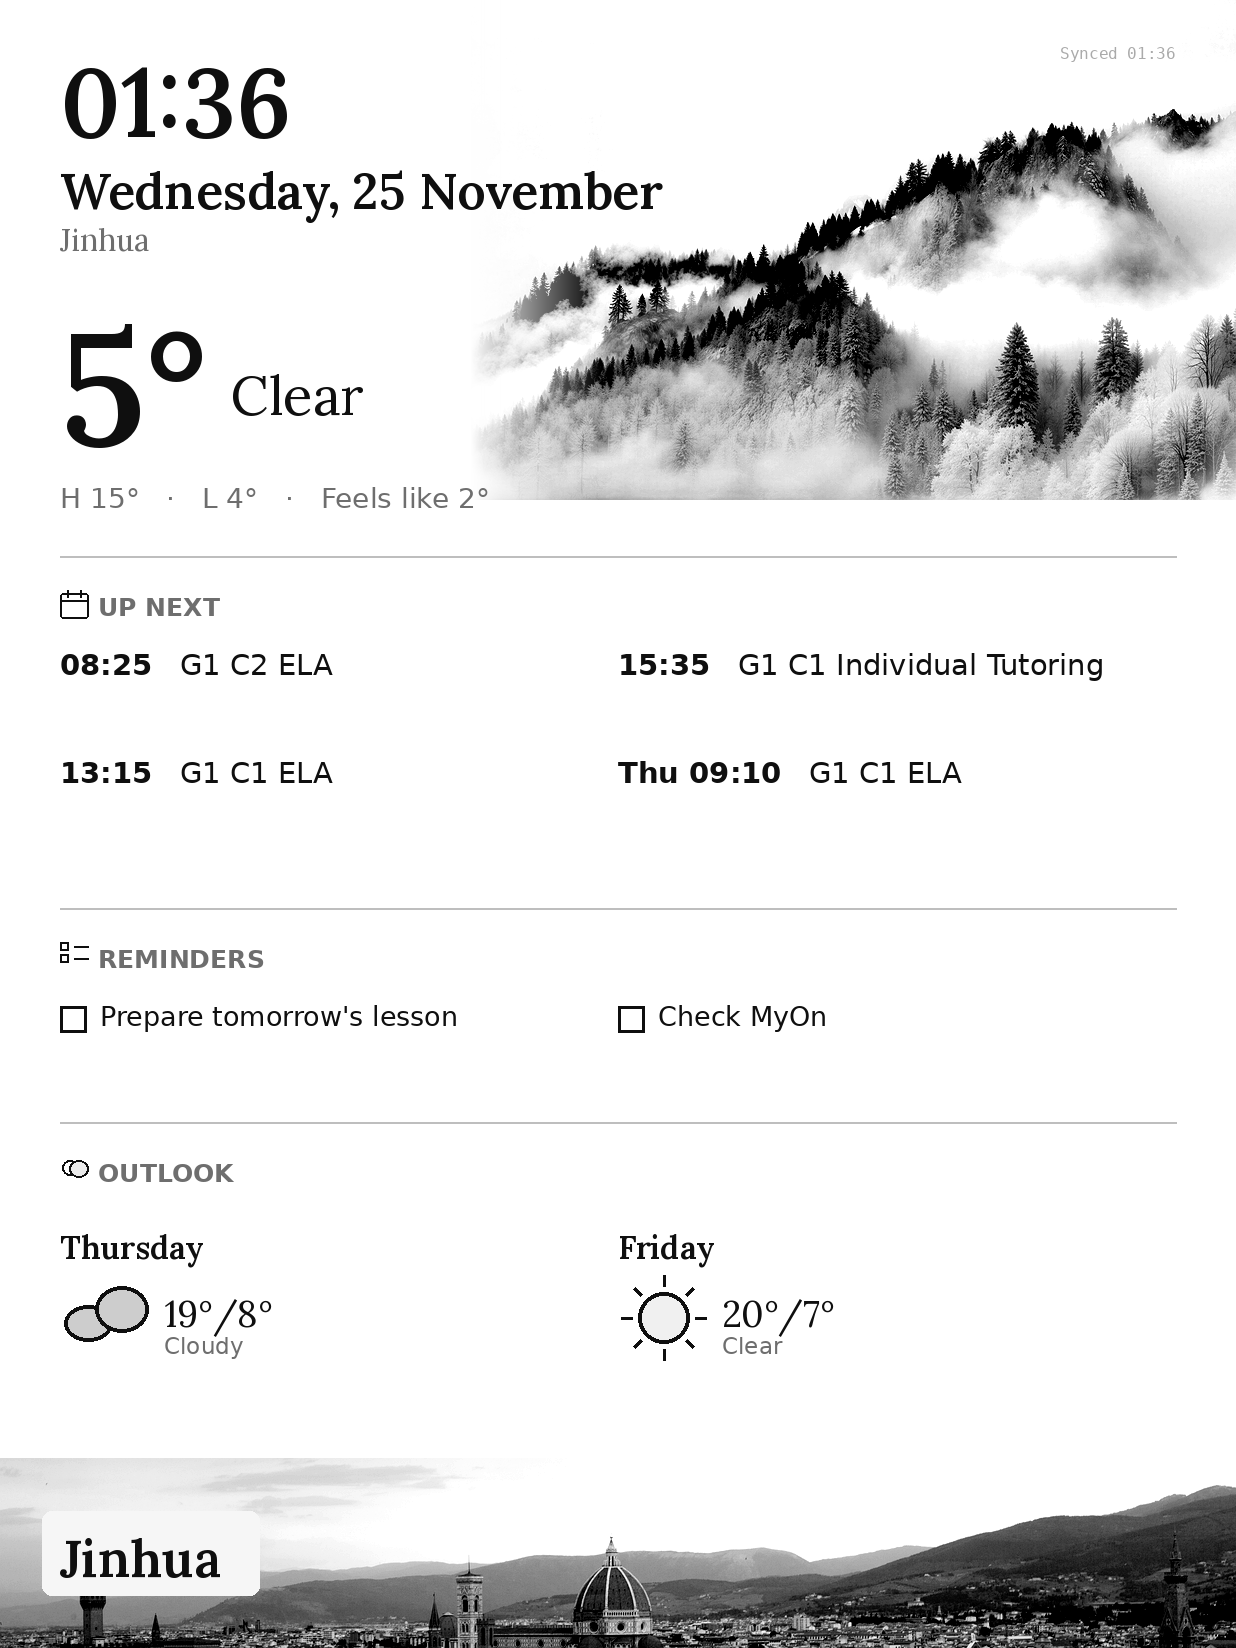 Synced 01:36
01:36
Wednesday, 25 November
Jinhua
5° Clear
H 15° · L 4° · Feels like 2°
UP NEXT
08:25 G1 C2 ELA
15:35 G1 C1 Individual Tutoring
13:15 G1 C1 ELA
Thu 09:10 G1 C1 ELA
REMINDERS
Prepare tomorrow's lesson
Check MyOn
OUTLOOK
Thursday
19°/8°
Cloudy
Friday
20°/7°
Clear
Jinhua